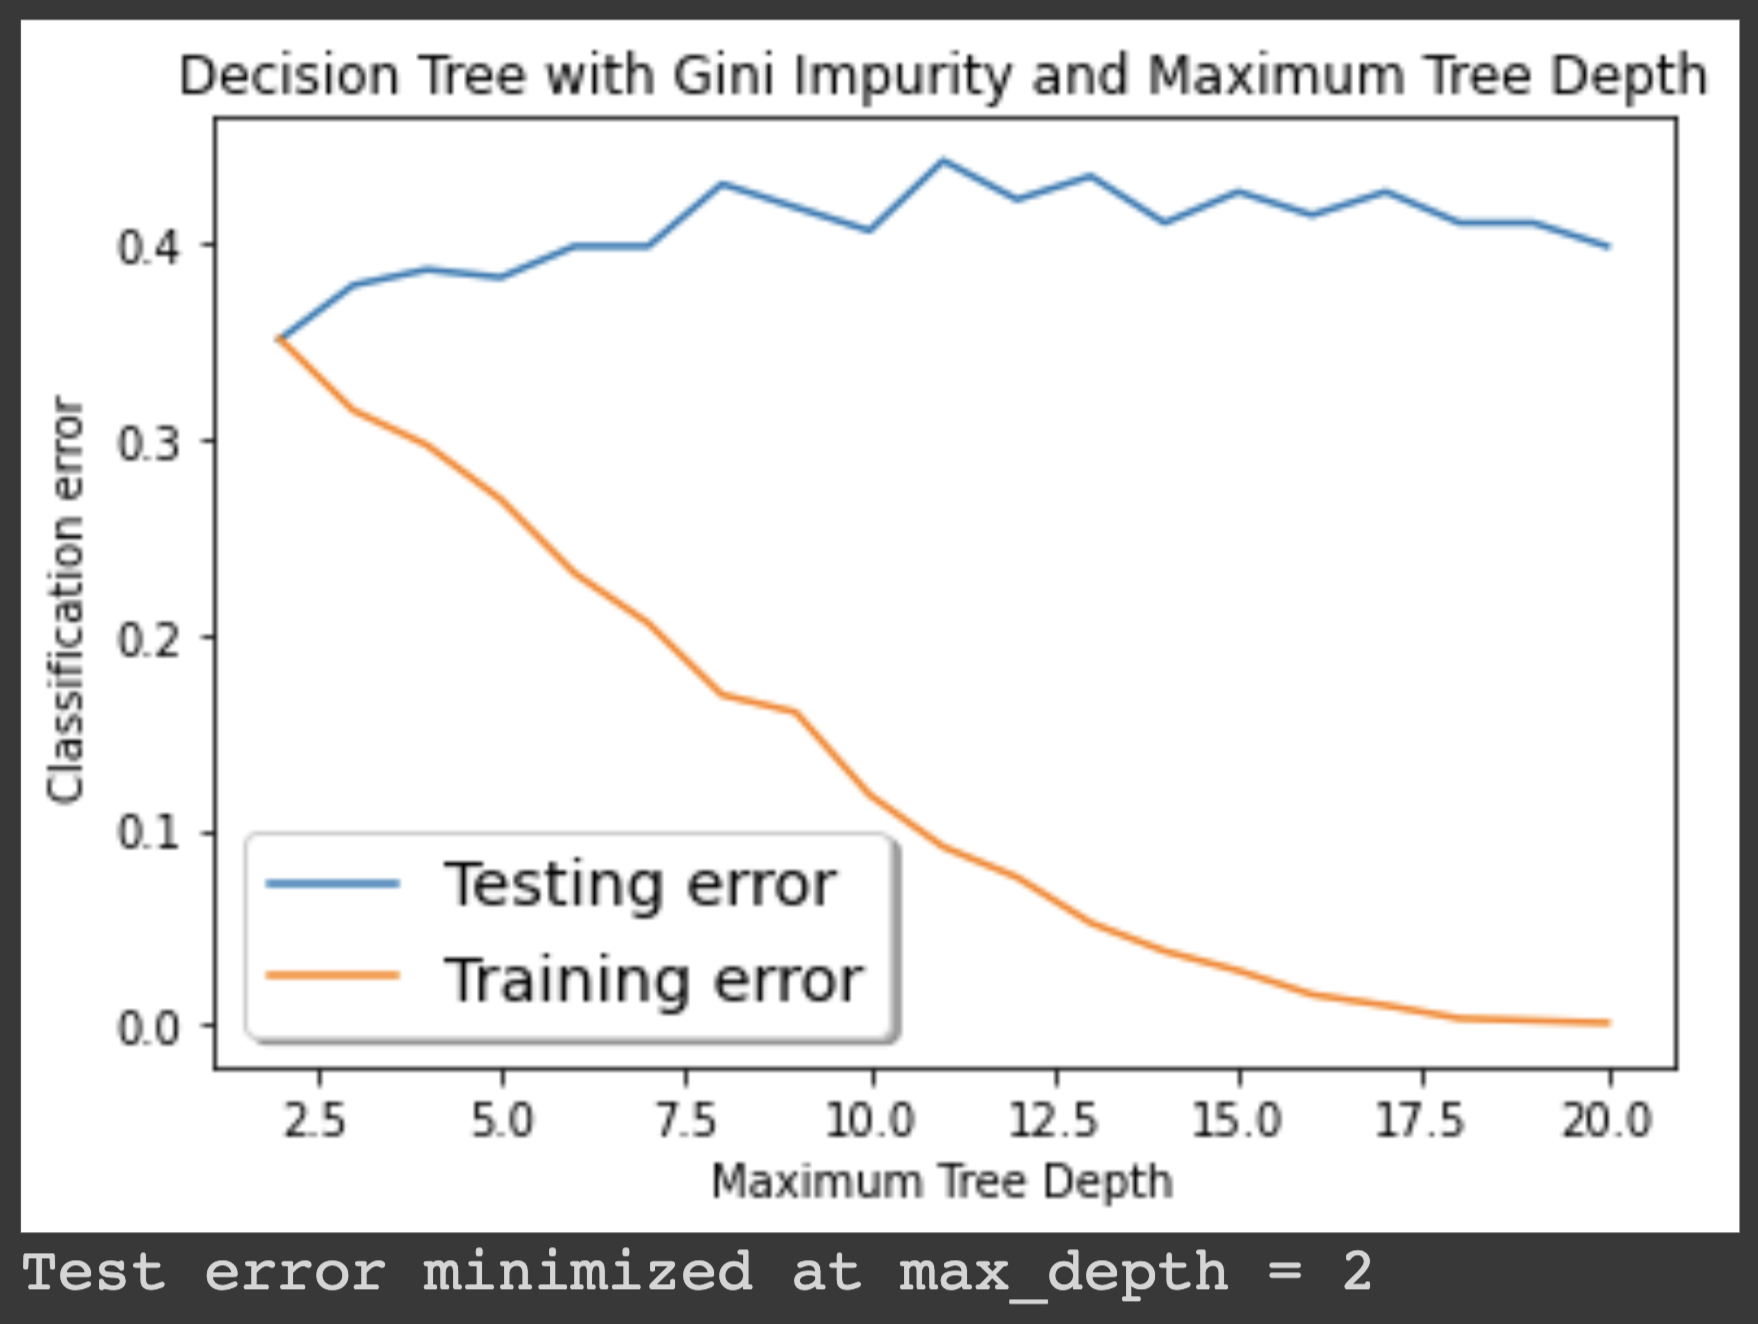 Decision Tree with Gini Impurity and Maximum Tree Depth
Classification error
0.4
0.3
0.2
0.1
0.0
Testing error
Training error
2.5 5.0 7.5 10.0 12.5 15.0 17.5 20.0
Maximum Tree Depth
Test error minimized at max_depth = 2